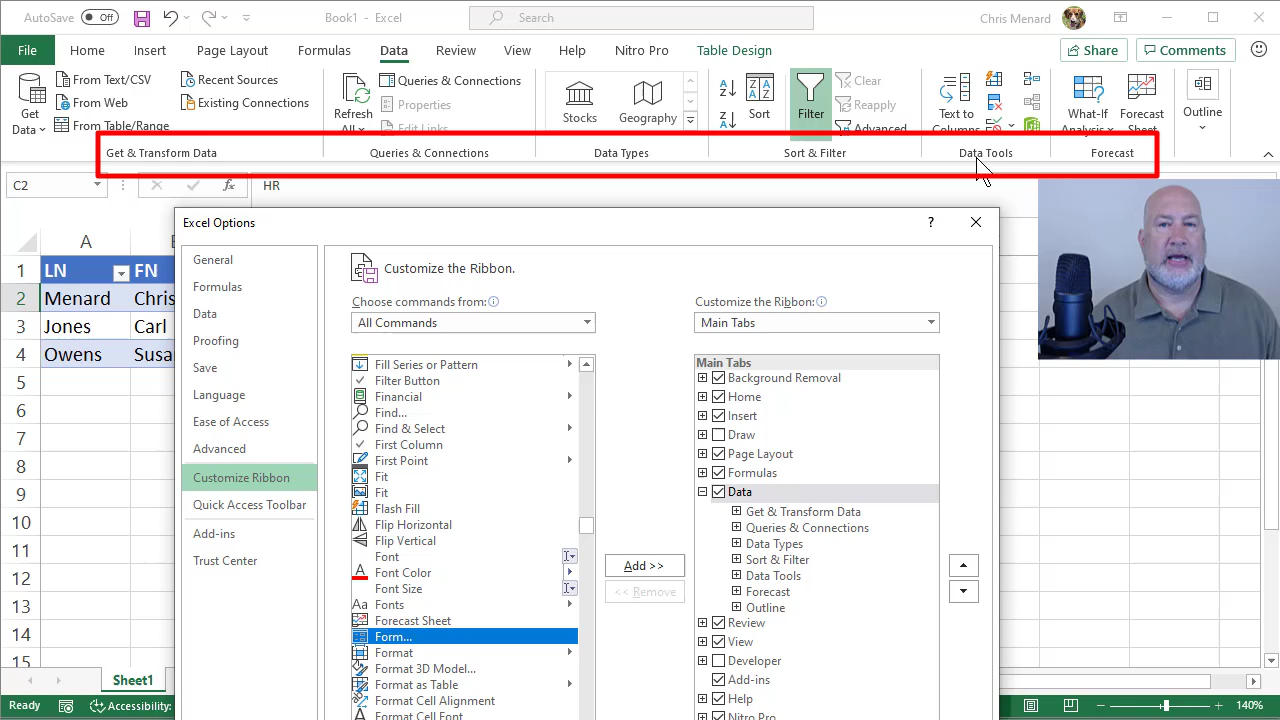 AutoSave Off Book1 - Excel Search Chris Menard
File Home Insert Page Layout Formulas Data Review View Help Nitro Pro Table Design Share Comments
From Text/CSV Recent Sources Queries & Connections Clear
From Web Existing Connections Properties Reapply
Get Data From Table/Range Refresh All Edit Links Stocks Geography Sort Filter Advanced Text to Columns What-If Analysis Forecast Sheet Outline
Get & Transform Data Queries & Connections Data Types Sort & Filter Data Tools Forecast
C2 fx HR
Excel Options ?
A
1 LN FN
2 Menard Chris
3 Jones Carl
4 Owens Susa
5
6
7
8
9
10
11
12
13
14
15
General
Formulas
Data
Proofing
Save
Language
Ease of Access
Advanced
Customize Ribbon
Quick Access Toolbar
Add-ins
Trust Center
Customize the Ribbon.
Choose commands from:
All Commands
Fill Series or Pattern
Filter Button
Financial
Find...
Find & Select
First Column
First Point
Fit
Fit
Flash Fill
Flip Horizontal
Flip Vertical
Font
Font Color
Font Size
Fonts
Forecast Sheet
Form...
Format
Format 3D Model...
Format as Table
Format Cell Alignment
Format Cell Font
Add >>
<< Remove
Customize the Ribbon:
Main Tabs
Main Tabs
Background Removal
Home
Insert
Draw
Page Layout
Formulas
Data
Get & Transform Data
Queries & Connections
Data Types
Sort & Filter
Data Tools
Forecast
Outline
Review
View
Developer
Add-ins
Help
Nitro Pro
Sheet1
Ready Accessibility: 140%